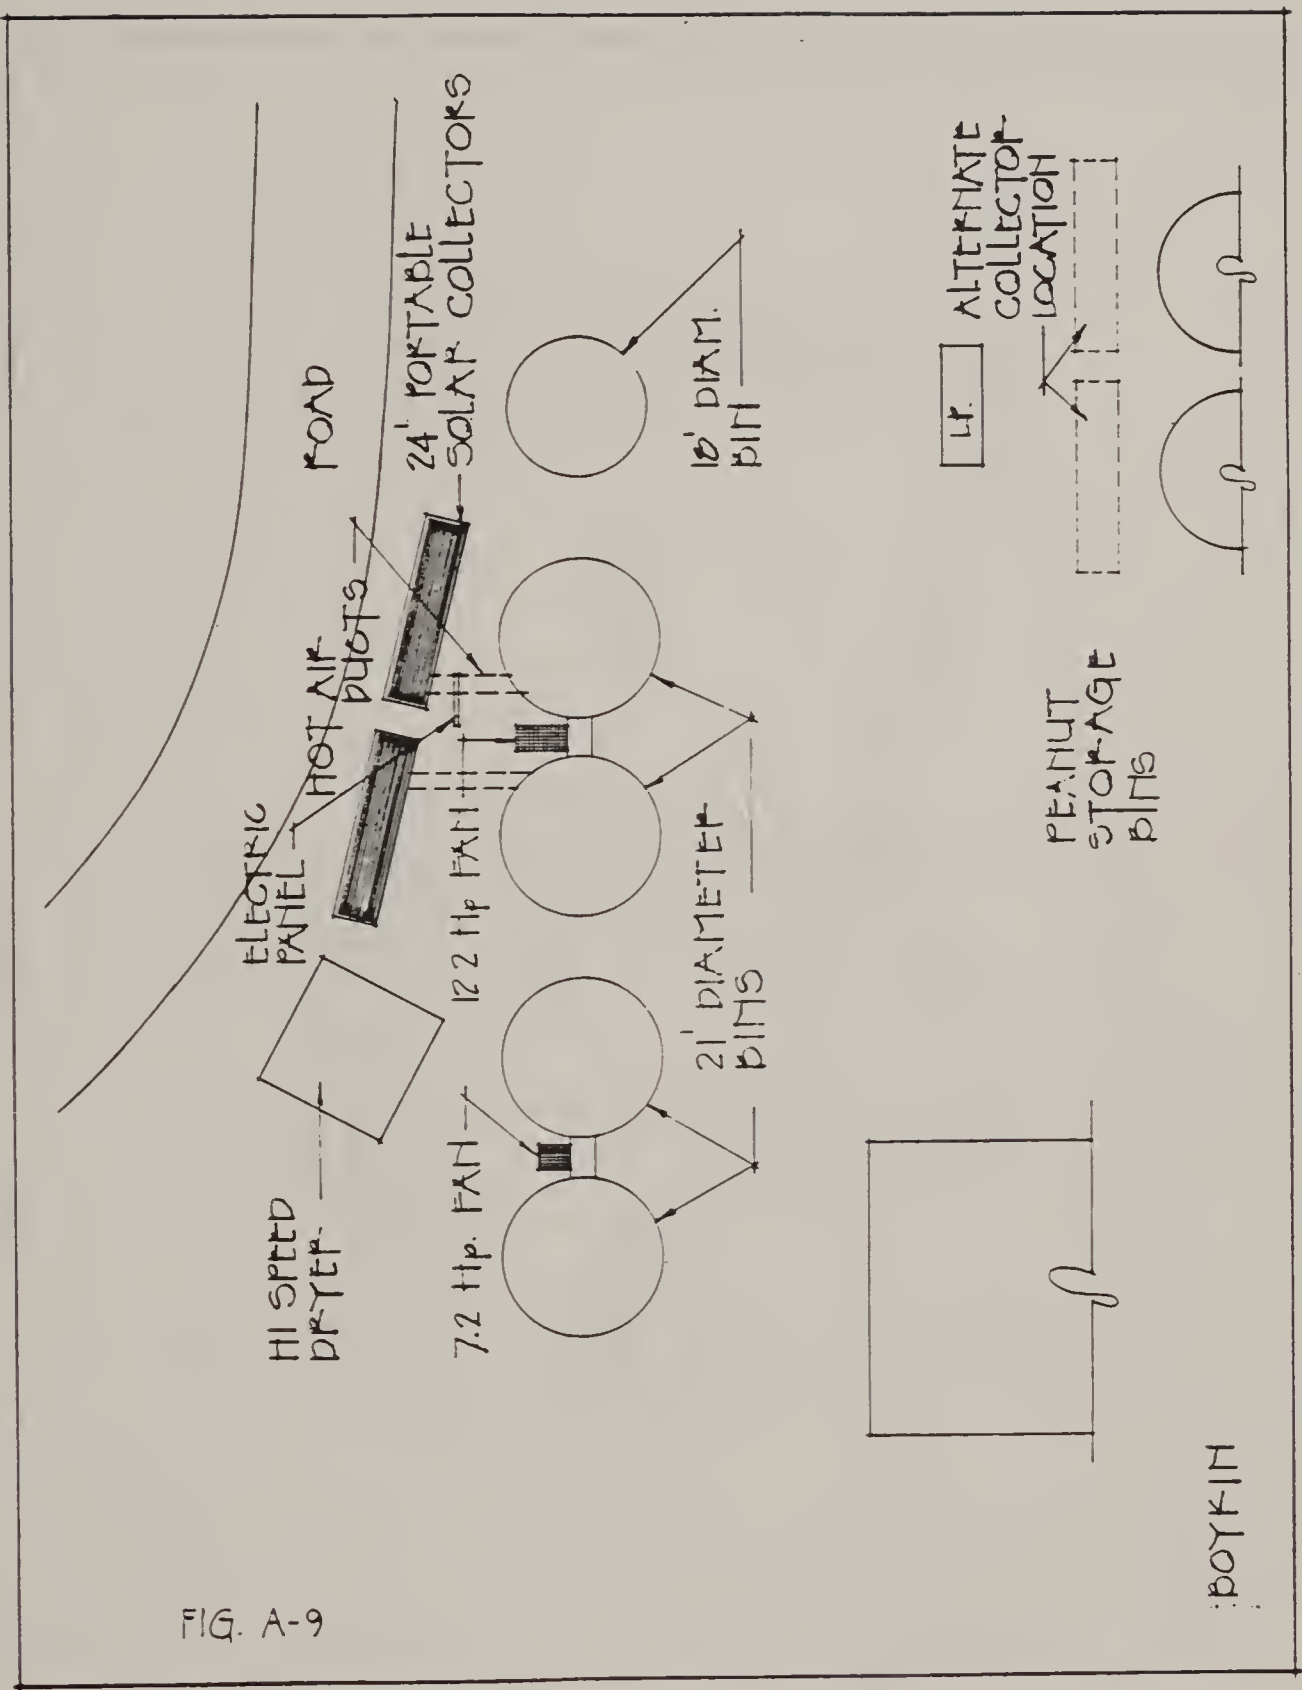 ROAD
24' PORTABLE
SOLAR COLLECTORS
HOT AIR
DUCTS
ELECTRIC
PANEL
HI SPEED
DRYER
12.2 Hp FAN
7.2 Hp. FAN
18' DIAM.
BIN
21' DIAMETER
BINS
L.P.
ALTERNATE
COLLECTOR
LOCATION
PEANUT
STORAGE
BINS
BOYKIN
FIG. A-9